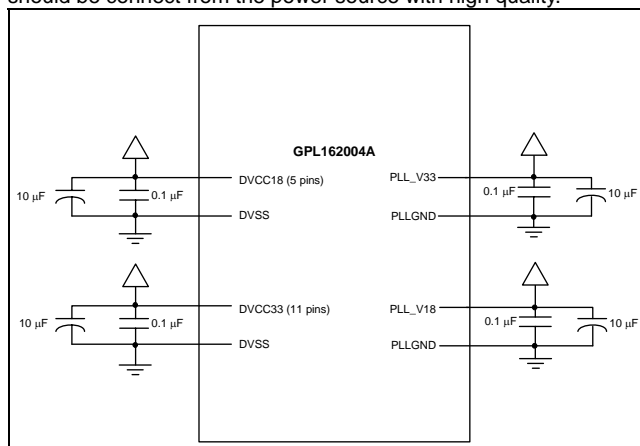 should be connect from the power source with high quality.
GPL162004A
DVCC18 (5 pins)
PLL_V33
10 μF
0.1 μF
0.1 μF
10 μF
DVSS
PLLGND
DVCC33 (11 pins)
PLL_V18
10 μF
0.1 μF
0.1 μF
10 μF
DVSS
PLLGND